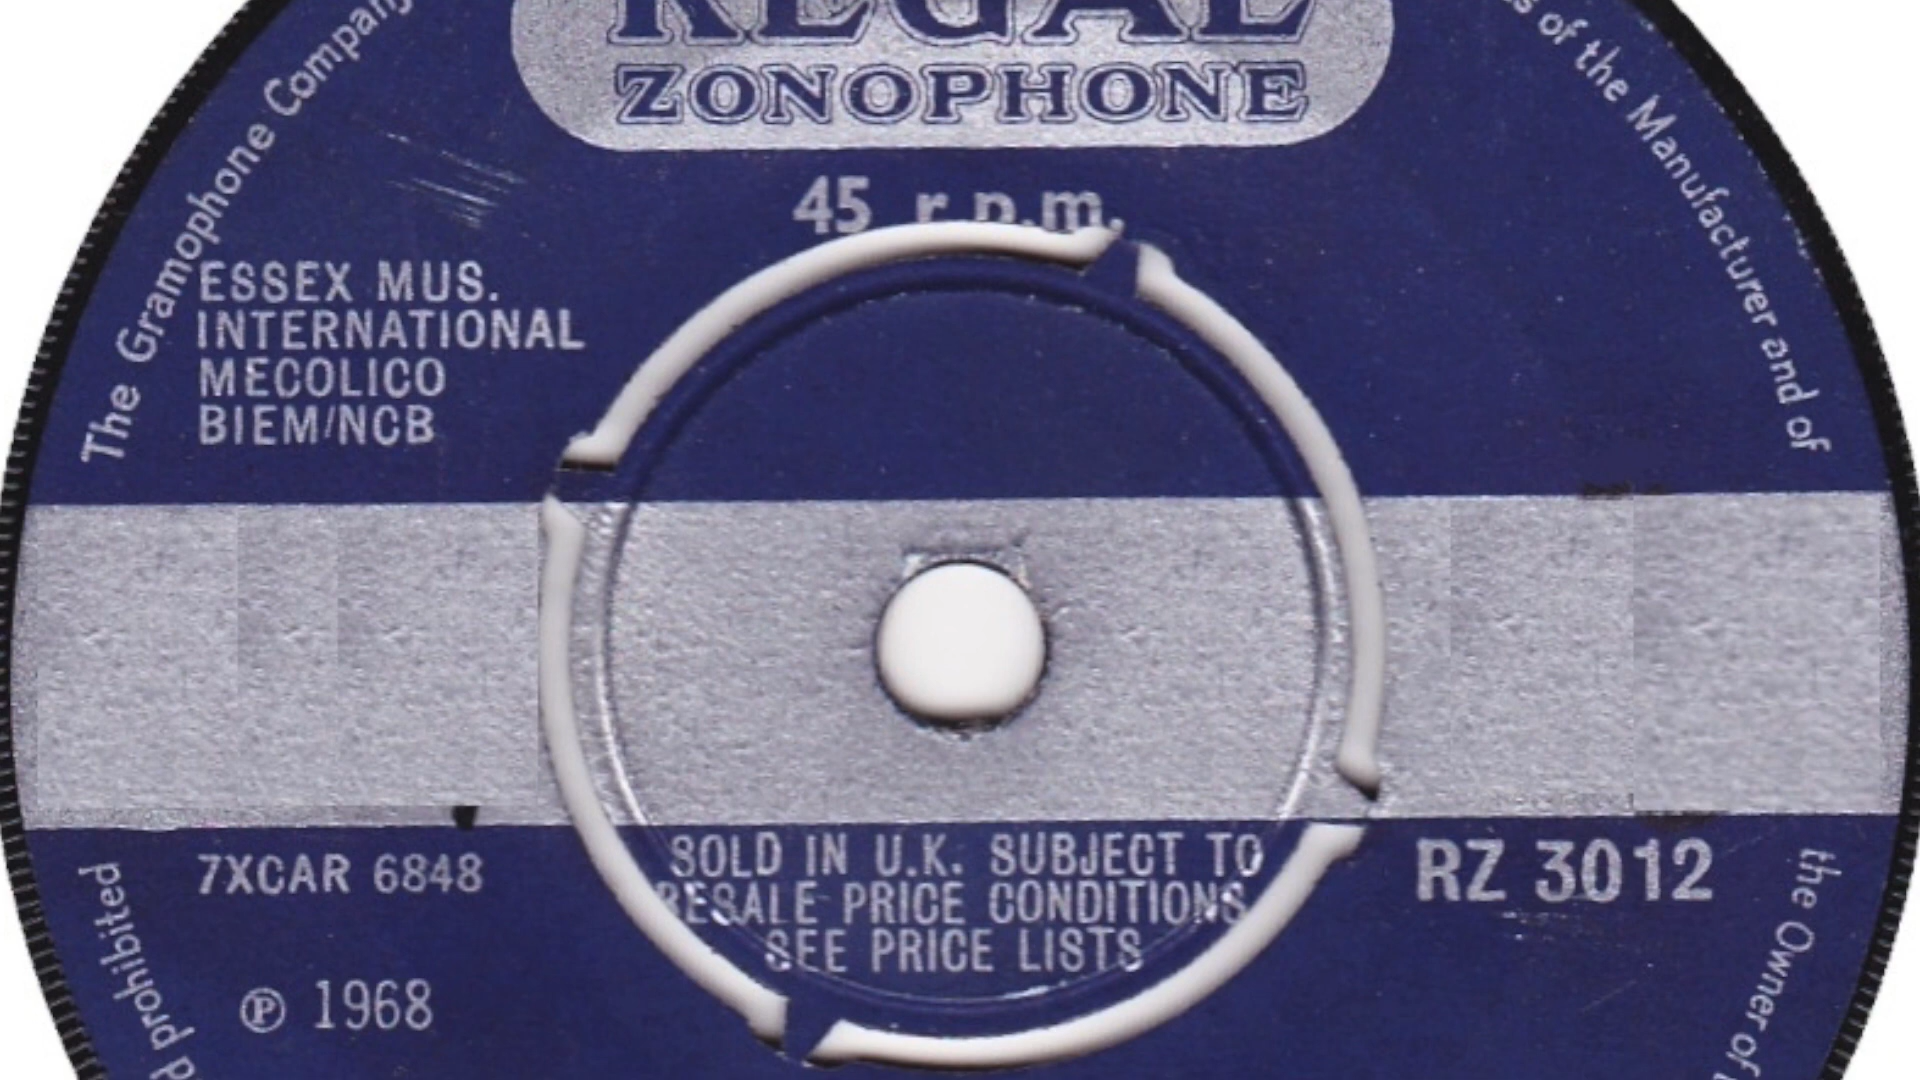 REGAL
ZONOPHONE
45 r.p.m.
The Gramophone Company
s of the Manufacturer and of
ESSEX MUS.
INTERNATIONAL
MECOLICO
BIEM/NCB
SOLD IN U.K. SUBJECT TO
RESALE PRICE CONDITIONS
SEE PRICE LISTS
7XCAR 6848
℗ 1968
RZ 3012
the Owner of
prohibited